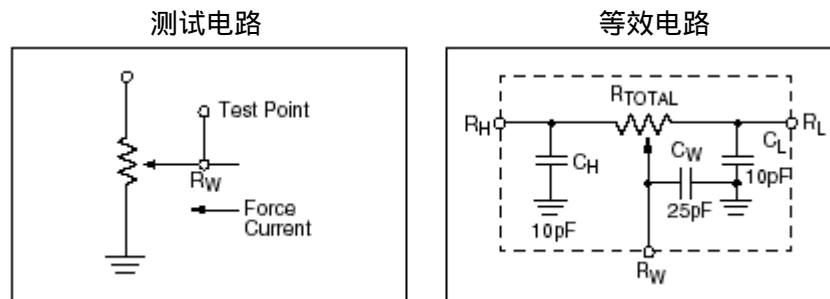 测试电路
等效电路
Test Point
RW
Force
Current
RTOTAL
RH
RL
CH
CW
CL
10pF
25pF
10pF
RW